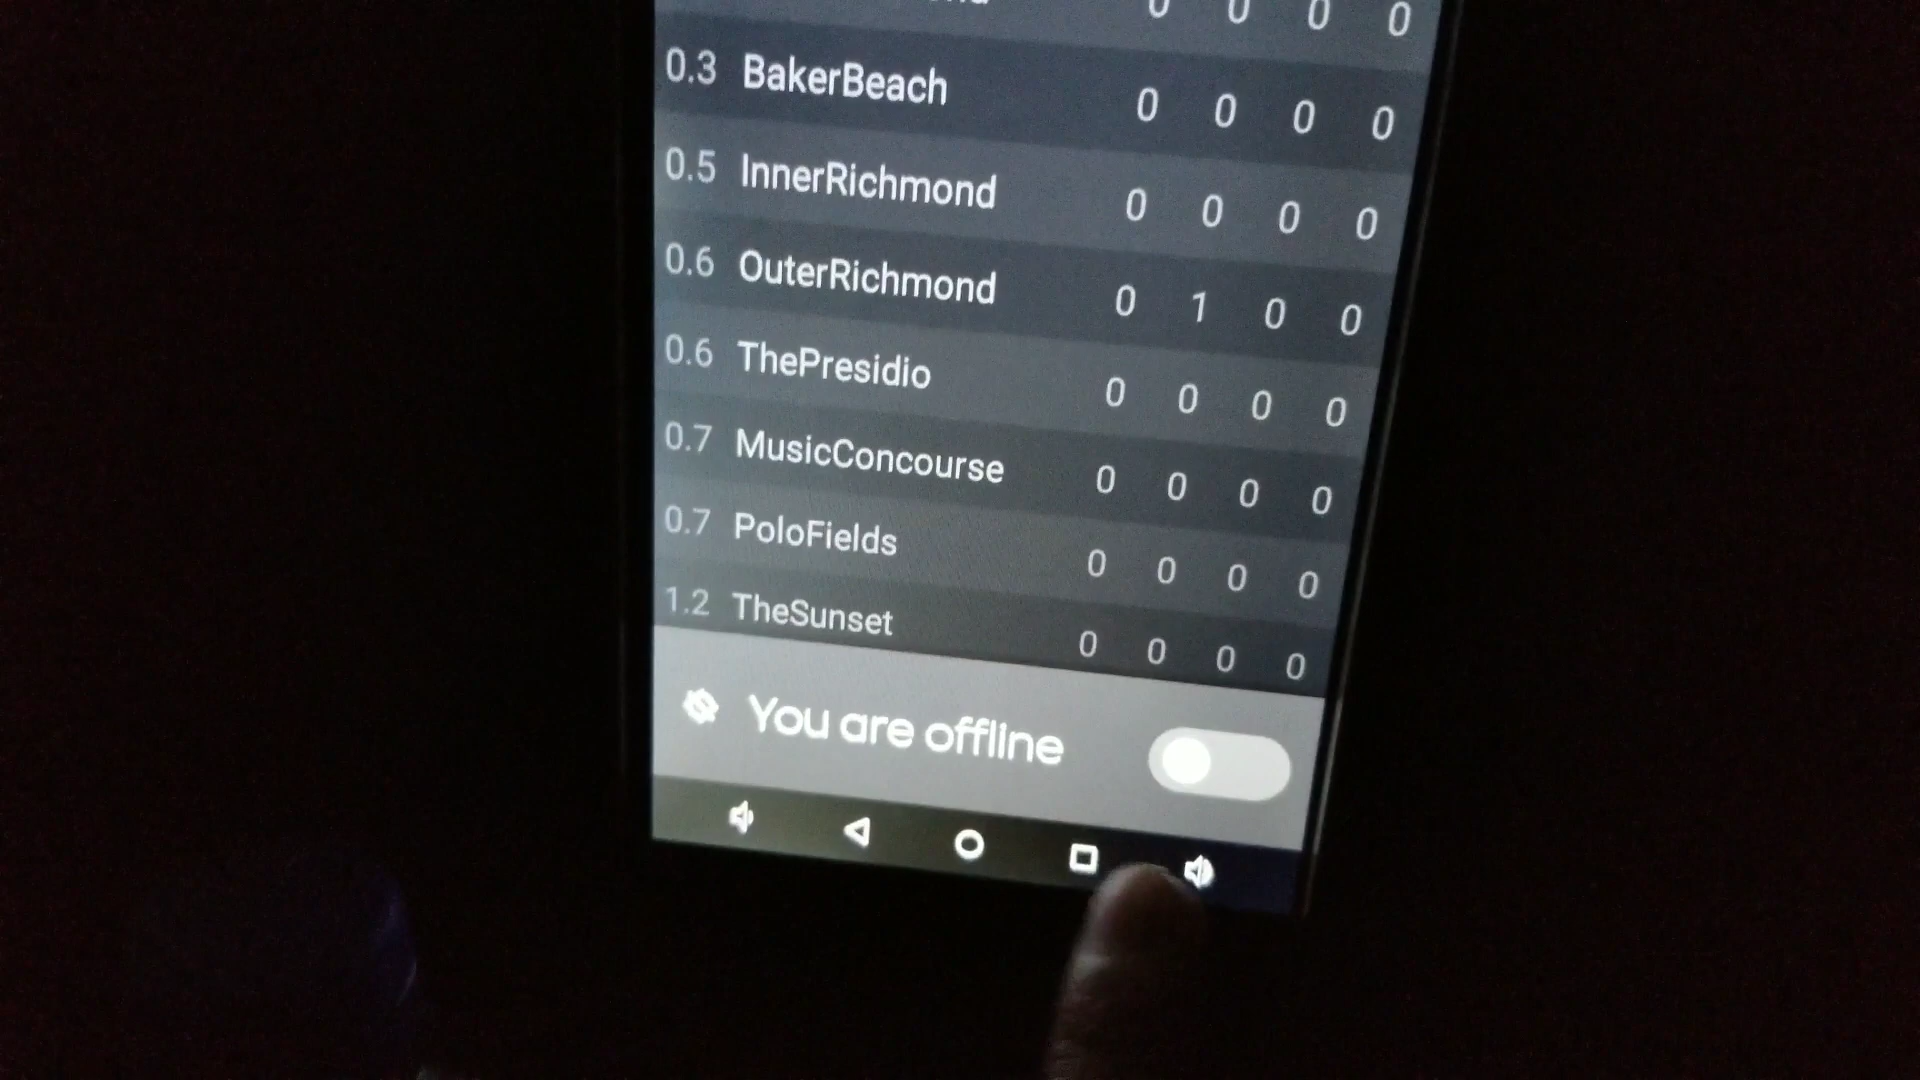 0 0 0 0
0.3 BakerBeach 0 0 0 0
0.5 InnerRichmond 0 0 0 0
0.6 OuterRichmond 0 1 0 0
0.6 ThePresidio 0 0 0 0
0.7 MusicConcourse 0 0 0 0
0.7 PoloFields 0 0 0 0
1.2 TheSunset 0 0 0 0
You are offline